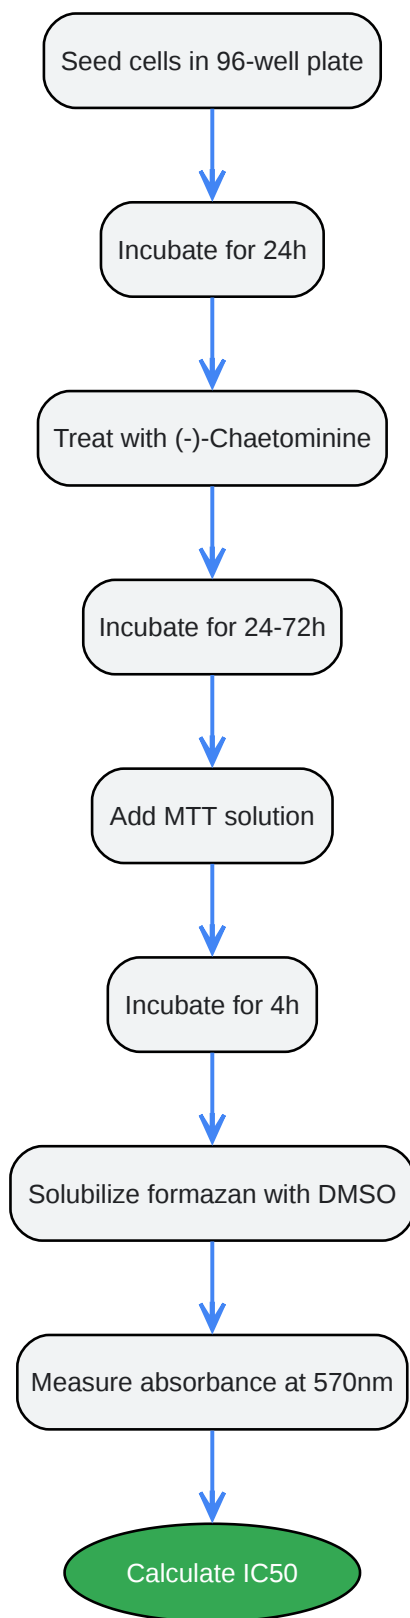 Seed cells in 96-well plate
Incubate for 24h
Treat with (-)-Chaetominine
Incubate for 24-72h
Add MTT solution
Incubate for 4h
Solubilize formazan with DMSO
Measure absorbance at 570nm
Calculate IC50